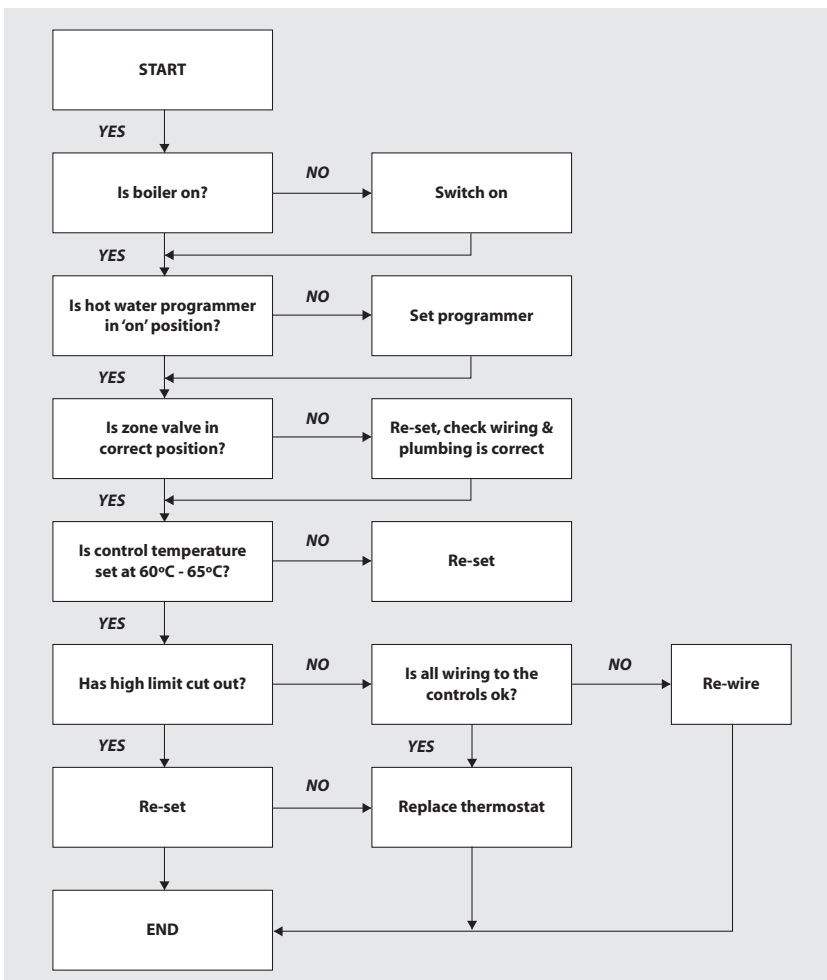 START
YES
Is boiler on?
NO
Switch on
YES
Is hot water programmer
in ‘on’ position?
NO
Set programmer
YES
Is zone valve in
correct position?
NO
Re-set, check wiring &
plumbing is correct
YES
Is control temperature
set at 60ºC - 65ºC?
NO
Re-set
YES
Has high limit cut out?
NO
Is all wiring to the
controls ok?
NO
Re-wire
YES
YES
Re-set
NO
Replace thermostat
END